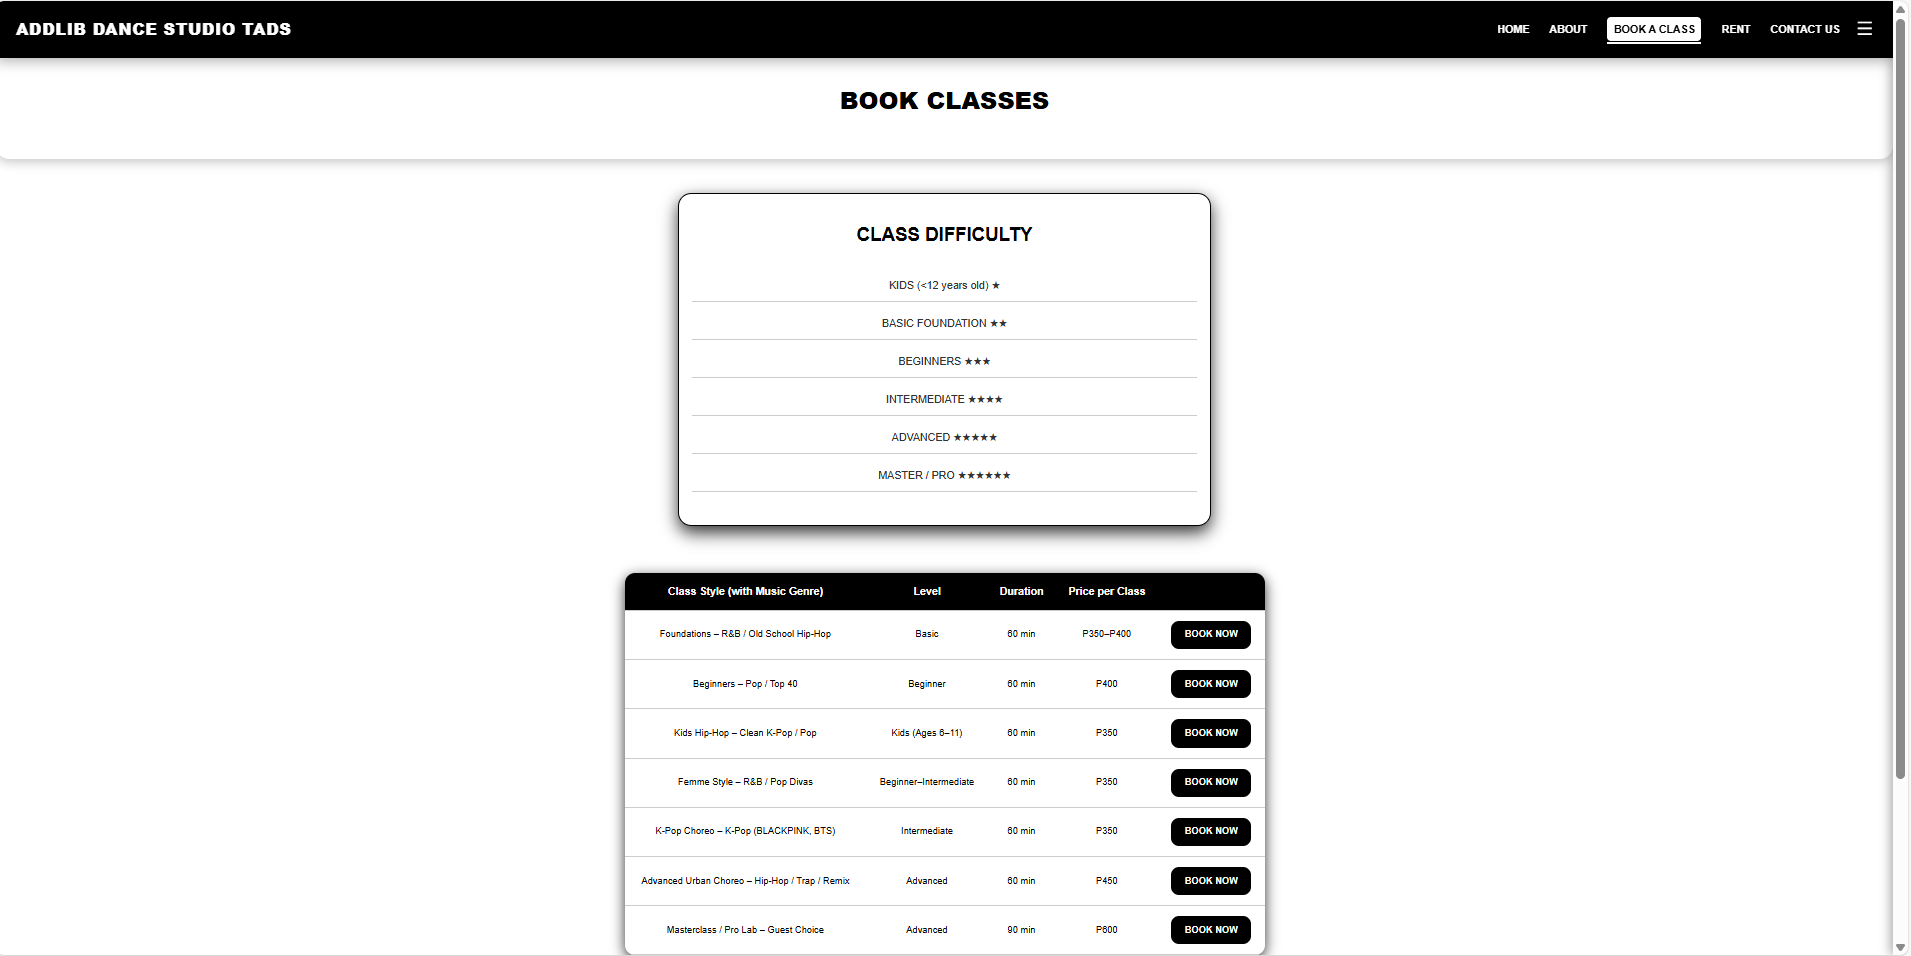 ADDLIB DANCE STUDIO TADS
HOME ABOUT BOOK A CLASS RENT CONTACT US ☰
BOOK CLASSES
CLASS DIFFICULTY
KIDS (<12 years old) ★
BASIC FOUNDATION ★★
BEGINNERS ★★★
INTERMEDIATE ★★★★
ADVANCED ★★★★★
MASTER / PRO ★★★★★★
Class Style (with Music Genre) Level Duration Price per Class
Foundations – R&B / Old School Hip-Hop Basic 60 min P350–P400 BOOK NOW
Beginners – Pop / Top 40 Beginner 60 min P400 BOOK NOW
Kids Hip-Hop – Clean K-Pop / Pop Kids (Ages 6–11) 60 min P350 BOOK NOW
Femme Style – R&B / Pop Divas Beginner–Intermediate 60 min P350 BOOK NOW
K-Pop Choreo – K-Pop (BLACKPINK, BTS) Intermediate 60 min P350 BOOK NOW
Advanced Urban Choreo – Hip-Hop / Trap / Remix Advanced 60 min P450 BOOK NOW
Masterclass / Pro Lab – Guest Choice Advanced 90 min P600 BOOK NOW